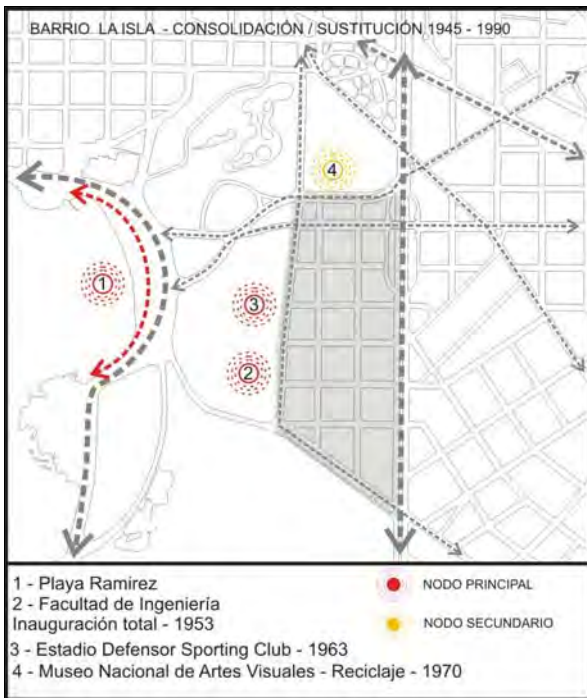 BARRIO LA ISLA - CONSOLIDACIÓN / SUSTITUCIÓN 1945 - 1990
4
1
3
2
1 - Playa Ramirez
2 - Facultad de Ingeniería
Inauguración total - 1953
3 - Estadio Defensor Sporting Club - 1963
4 - Museo Nacional de Artes Visuales - Reciclaje - 1970
NODO PRINCIPAL
NODO SECUNDARIO